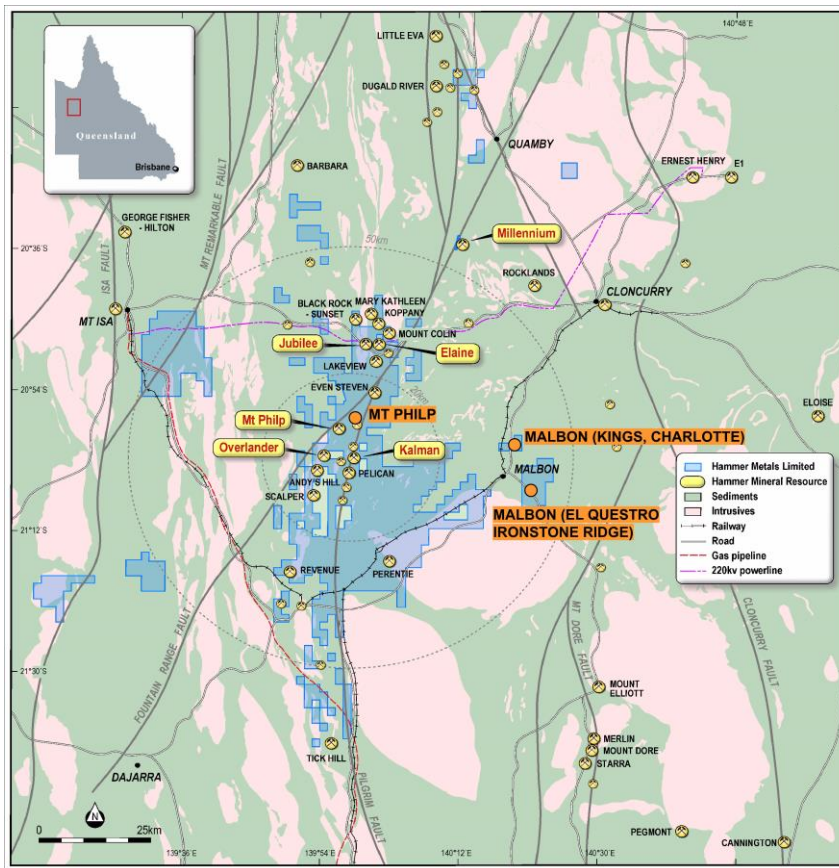 140°48'E
LITTLE EVA
DUGALD RIVER
Queensland
Brisbane
QUAMBY
BARBARA
ERNEST HENRY
E1
MT REMARKABLE FAULT
ISA FAULT
GEORGE FISHER
- HILTON
Millennium
20°36'
50km
ROCKLANDS
CLONCURRY
MT ISA
BLACK ROCK
- SUNSET
MARY KATHLEEN
KOPPANY
MOUNT COLIN
Jubilee
Elaine
LAKEVIEW
20°54
EVEN STEVEN
20km
MT PHILP
Mt Philp
ELOISE
MALBON (KINGS, CHARLOTTE)
Overlander
Kalman
MALBON
ANDY'S HILL
PELICAN
SCALPER
MALBON (EL QUESTRO
IRONSTONE RIDGE)
Hammer Metals Limited
Hammer Mineral Resource
Sediments
Intrusives
Railway
Road
Gas pipeline
220kv powerline
21°12'
REVENUE
PERENTIE
FOUNTAIN RANGE FAULT
MT DORE FAULT
CLONCURRY FAULT
21°30'S
MOUNT
ELLIOTT
MERLIN
MOUNT DORE
STARRA
TICK HILL
DAJARRA
PILGRIM FAULT
N
0
25km
PEGMONT
CANNINGTON
139°36'E
139°54'E
140°12'E
140°30'E